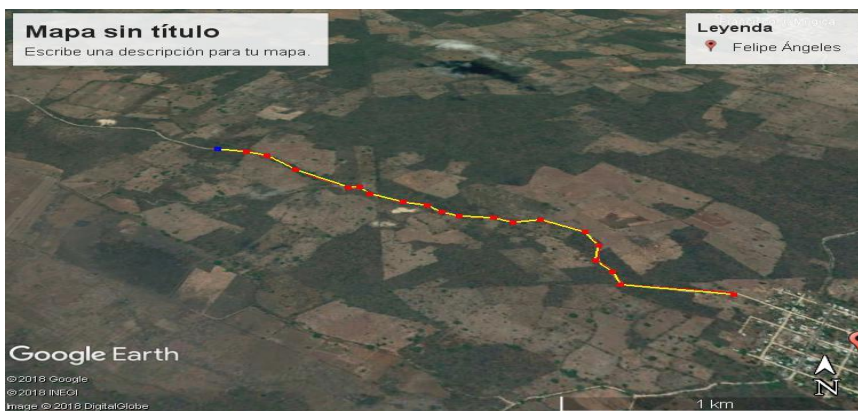 Mapa sin título
Escribe una descripción para tu mapa.
Leyenda
Felipe Ángeles
Google Earth
© 2018 Google
© 2018 INEGI
Image © 2018 DigitalGlobe
N
1 km